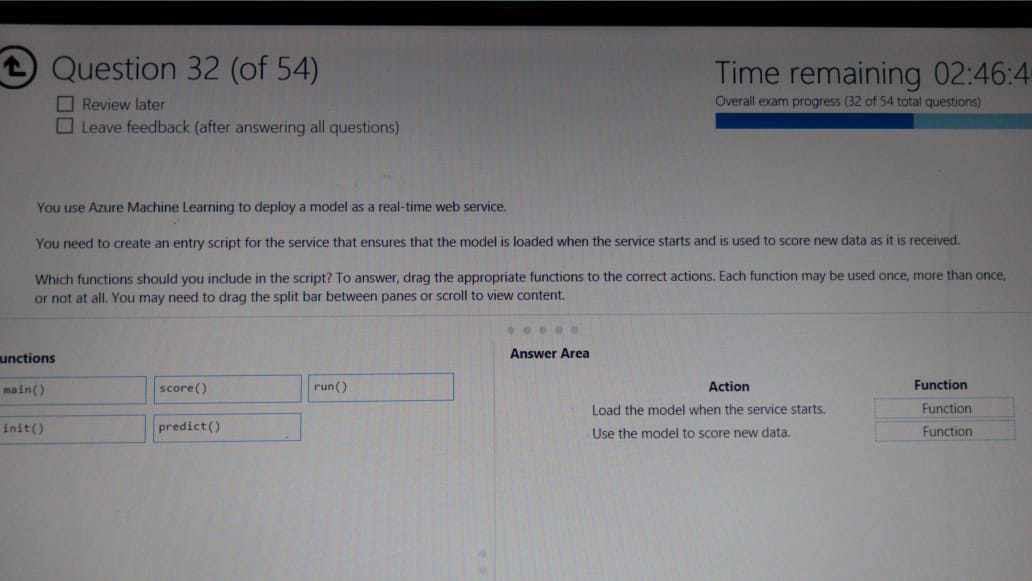 Question 32 (of 54)
Review later
Leave feedback (after answering all questions)
Time remaining 02:46:4
Overall exam progress (32 of 54 total questions)
You use Azure Machine Learning to deploy a model as a real-time web service.
You need to create an entry script for the service that ensures that the model is loaded when the service starts and is used to score new data as it is received.
Which functions should you include in the script? To answer, drag the appropriate functions to the correct actions. Each function may be used once, more than once,
or not at all. You may need to drag the split bar between panes or scroll to view content.
unctions
main()
score()
run()
init()
predict()
Answer Area
Action Function
Load the model when the service starts. Function
Use the model to score new data. Function